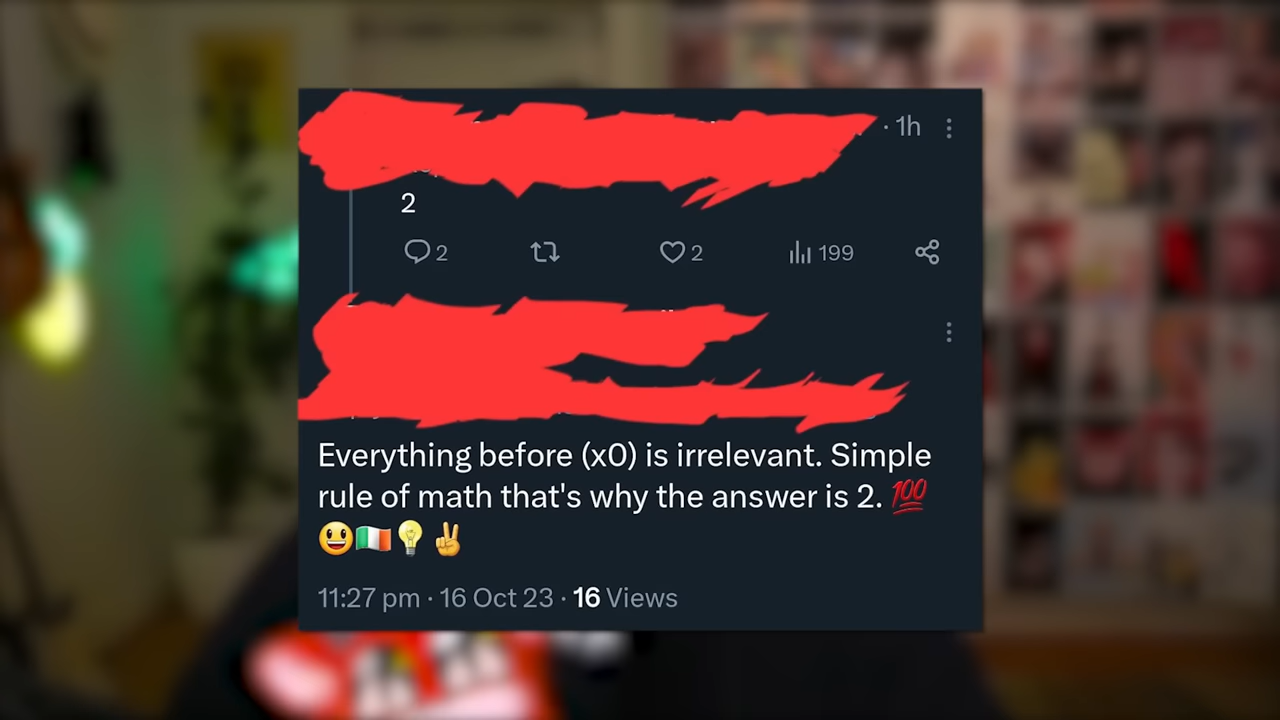 · 1h
2
2 2 199
Everything before (x0) is irrelevant. Simple
rule of math that's why the answer is 2. 💯
😃🇮🇪💡✌️
11:27 pm · 16 Oct 23 · 16 Views